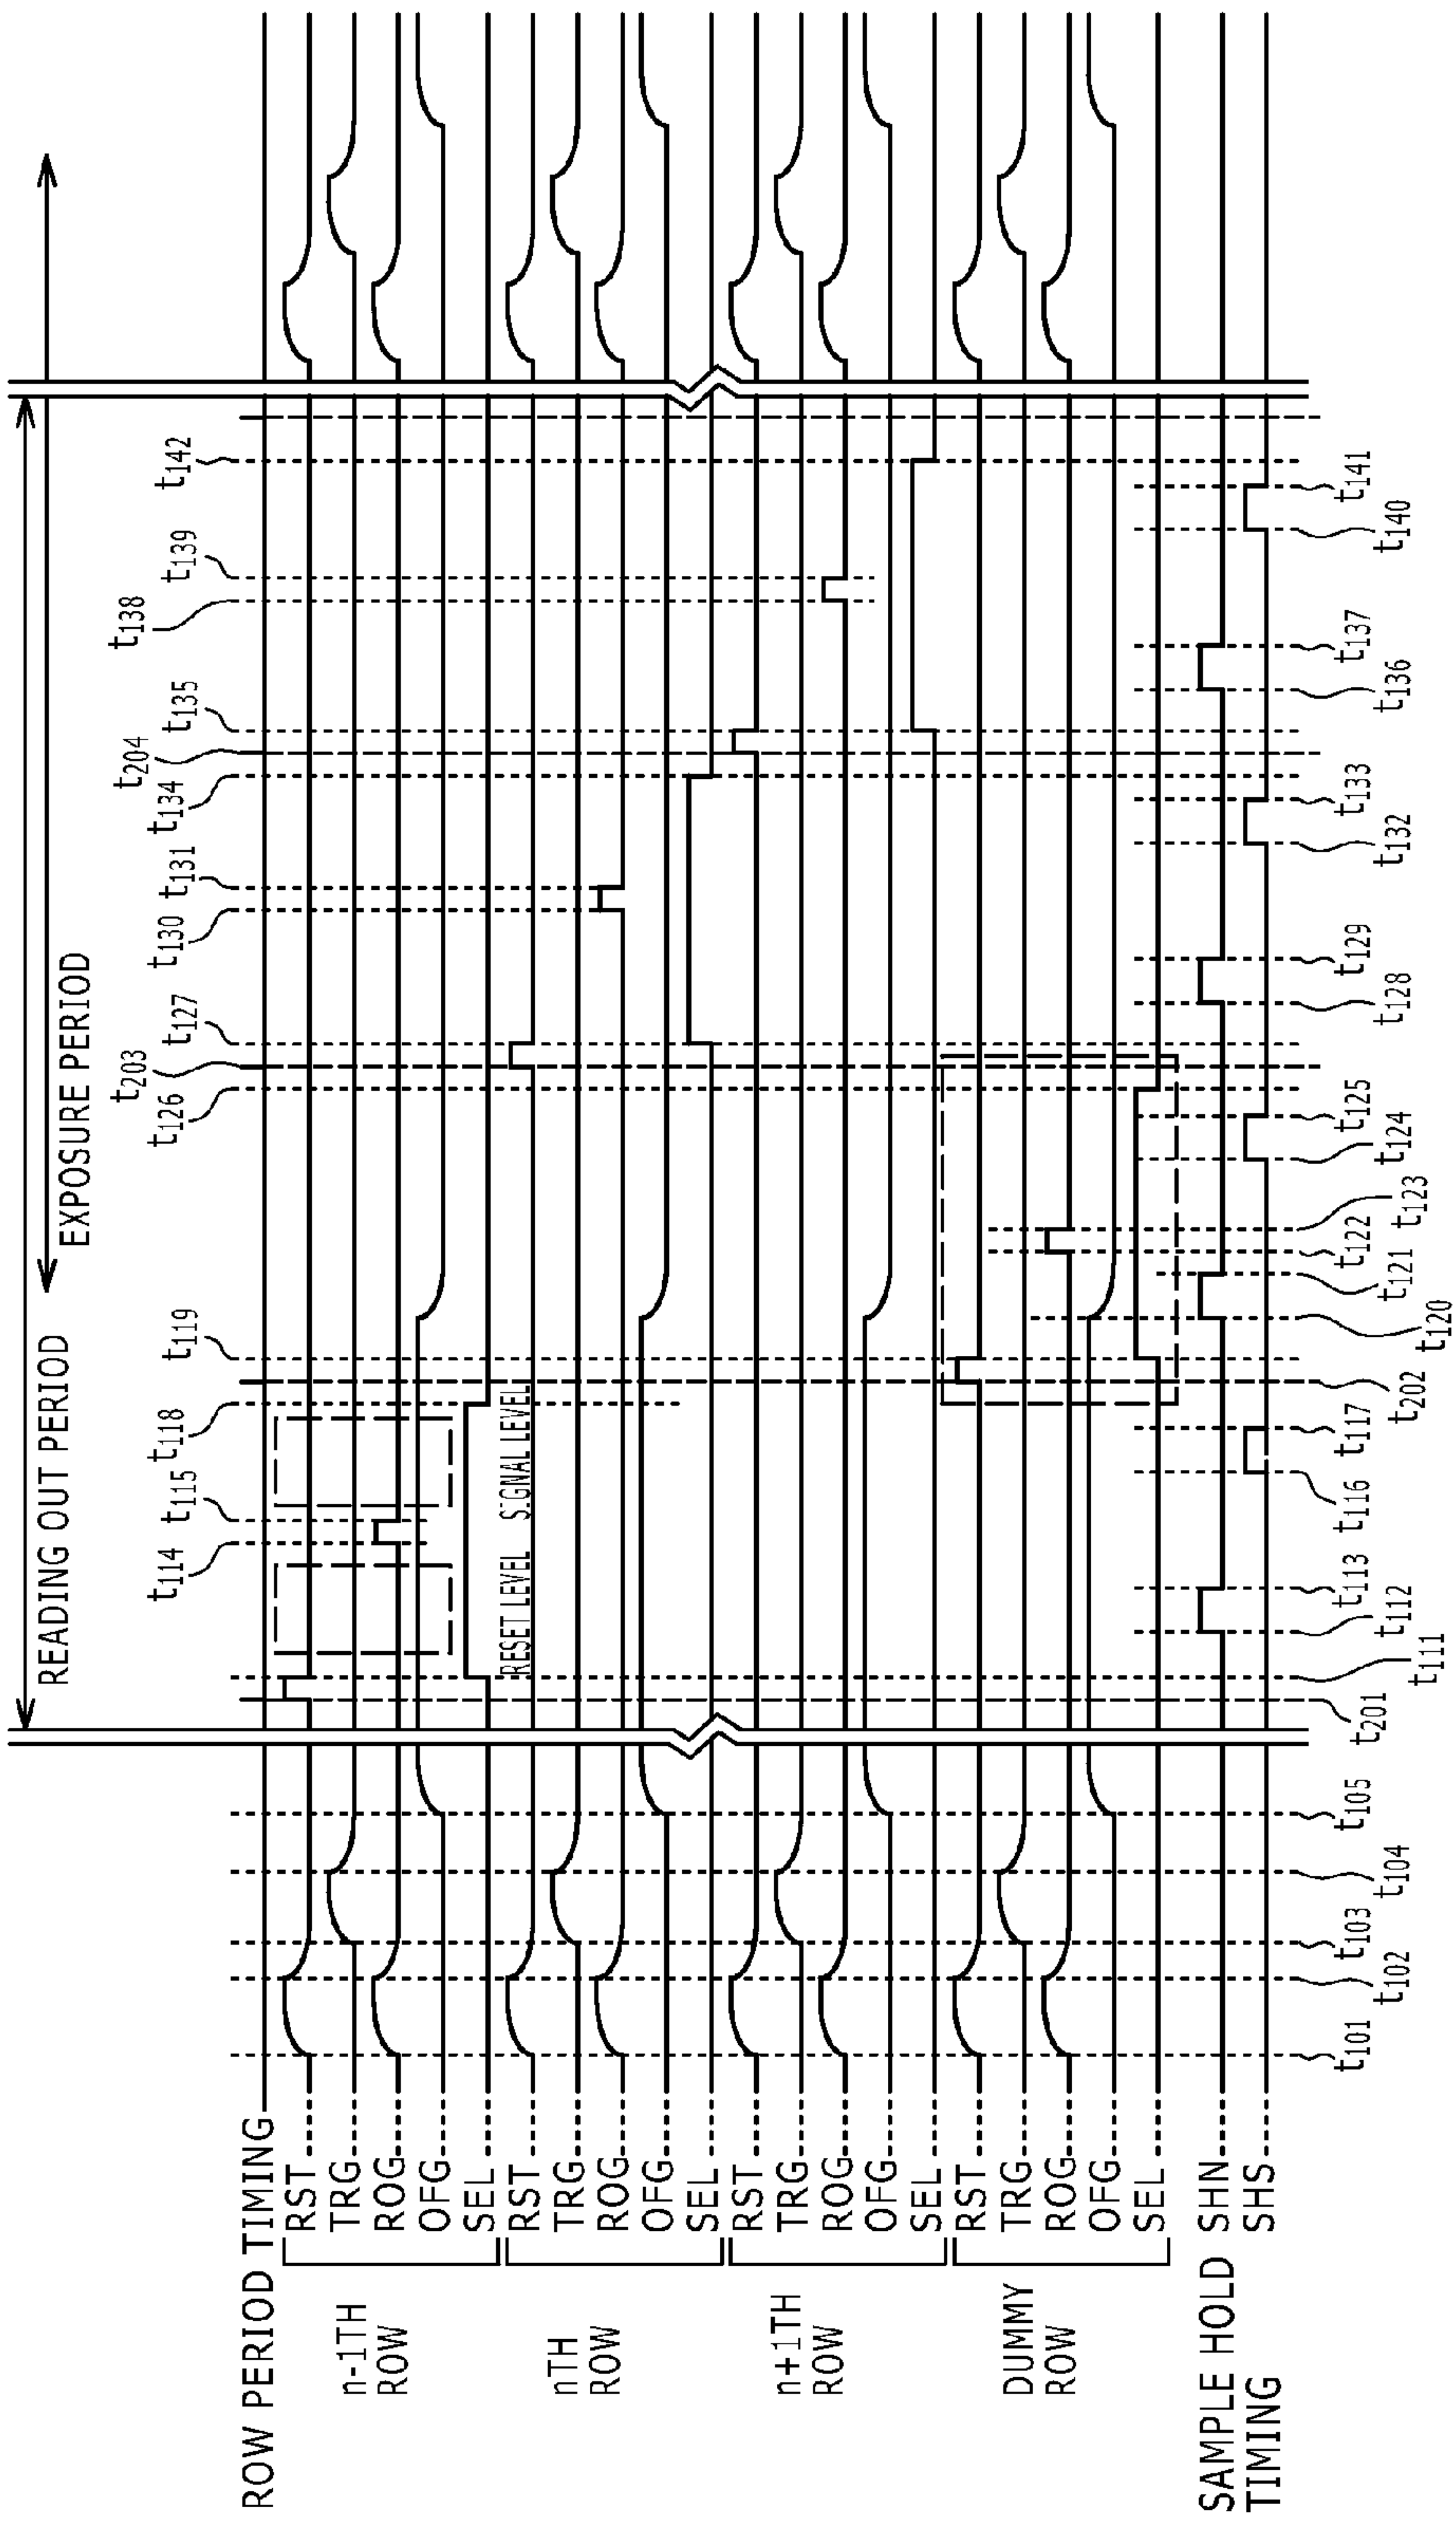 READING OUT PERIOD
EXPOSURE PERIOD
t114
t115
t118
t119
t126
t203
t127
t130
t131
t134
t204
t135
t138
t139
t142
ROW PERIOD TIMING
n-1TH
ROW
RST
TRG
ROG
OFG
SEL
RESET LEVEL
SIGNAL LEVEL
nTH
ROW
RST
TRG
ROG
OFG
SEL
n+1TH
ROW
RST
TRG
ROG
OFG
SEL
DUMMY
ROW
RST
TRG
ROG
OFG
SEL
SAMPLE HOLD
TIMING
SHN
SHS
t101
t102
t103
t104
t105
t201
t111
t112
t113
t116
t117
t202
t120
t121
t122
t123
t124
t125
t128
t129
t132
t133
t136
t137
t140
t141